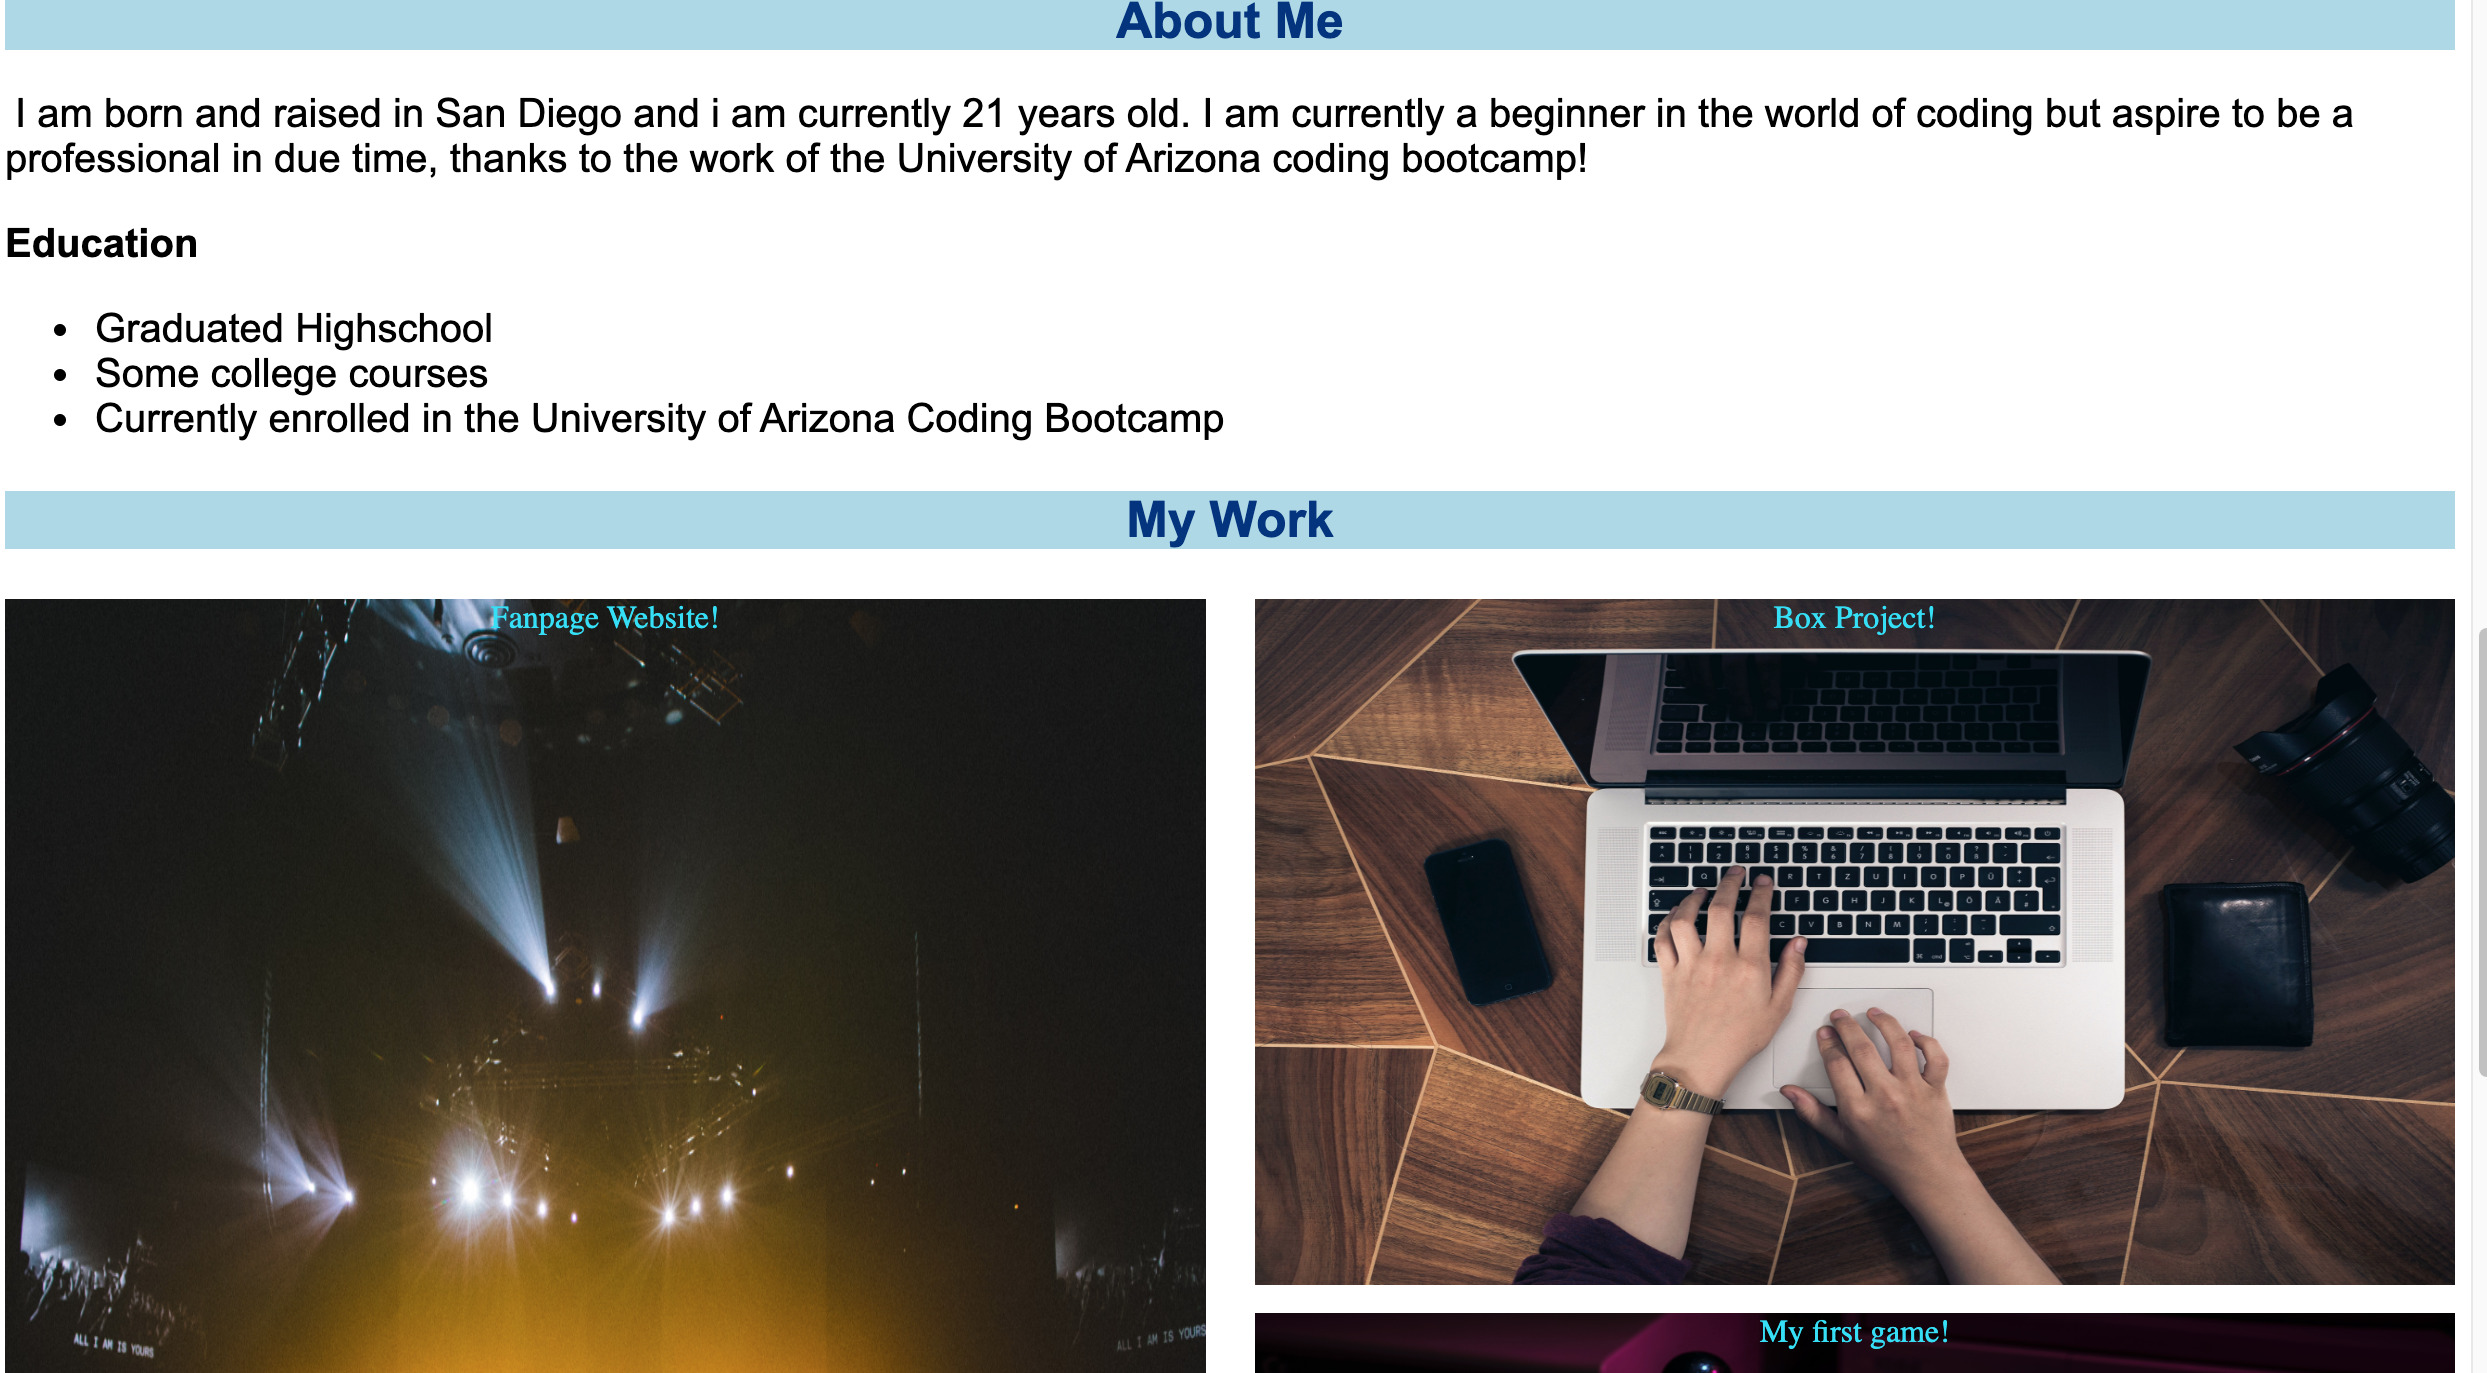 About Me
I am born and raised in San Diego and i am currently 21 years old. I am currently a beginner in the world of coding but aspire to be a
professional in due time, thanks to the work of the University of Arizona coding bootcamp!
Education
• Graduated Highschool
• Some college courses
• Currently enrolled in the University of Arizona Coding Bootcamp
My Work
Fanpage Website!
Box Project!
ALL I AM IS YOURS
ALL I AM IS YOURS
My first game!